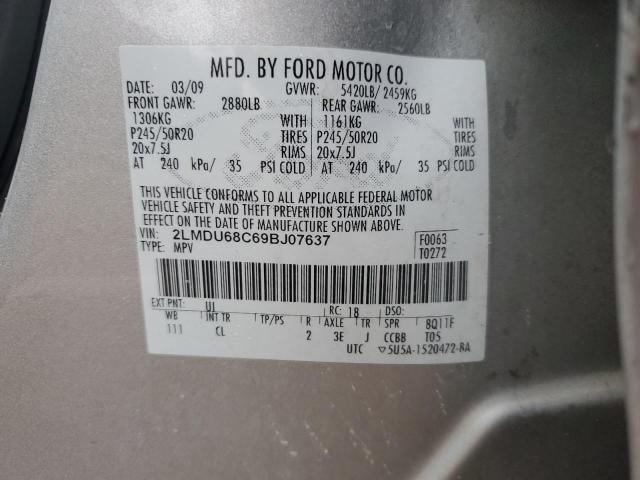 MFD. BY FORD MOTOR CO.
DATE: 03/09 GVWR: 5420LB/ 2459KG
FRONT GAWR: 2880LB REAR GAWR: 2560LB
1306KG WITH 1161KG WITH
P245/50R20 TIRES P245/50R20 TIRES
20x7.5J RIMS 20x7.5J RIMS
AT 240 kPa/ 35 PSI COLD AT 240 kPa/ 35 PSI COLD
THIS VEHICLE CONFORMS TO ALL APPLICABLE FEDERAL MOTOR
VEHICLE SAFETY AND THEFT PREVENTION STANDARDS IN
EFFECT ON THE DATE OF MANUFACTURE SHOWN ABOVE.
VIN: 2LMDU68C69BJ07637 F0063
TYPE: MPV T0272
EXT PNT: UI RC: 18 DSO:
WB INT TR TP/PS R AXLE TR SPR 8Q11F
111 CL 2 3E J CCBB T05
UTC ▽5U5A-1520472-BA